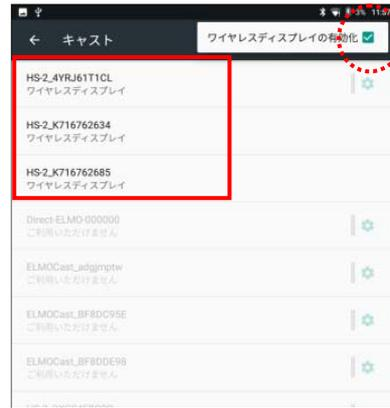 11:57
← キャスト
ワイヤレスディスプレイの有効化
HS-2_4YRJ61T1CL
ワイヤレスディスプレイ
HS-2_K716762634
ワイヤレスディスプレイ
HS-2_K716762685
ワイヤレスディスプレイ
Direct-ELMO-000000
ご利用いただけません
ELMOCast_adgjmptw
ご利用いただけません
ELMOCast_BF8DC95E
ご利用いただけません
ELMOCast_BF8DDE98
ご利用いただけません